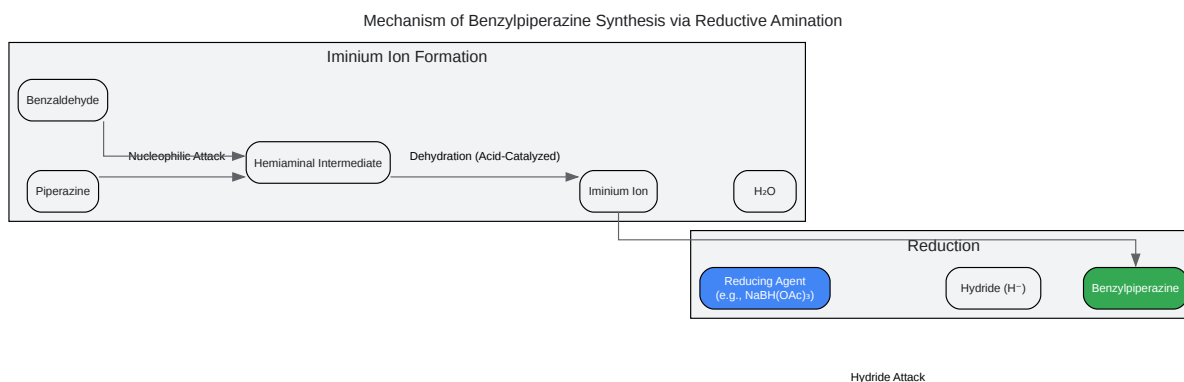 Mechanism of Benzylpiperazine Synthesis via Reductive Amination
Iminium Ion Formation
Benzaldehyde
Nucleophilic Attack
Hemiaminal Intermediate
Dehydration (Acid-Catalyzed)
Piperazine
Iminium Ion
H₂O
Reduction
Reducing Agent
(e.g., NaBH(OAc)₃)
Hydride (H⁻)
Benzylpiperazine
Hydride Attack